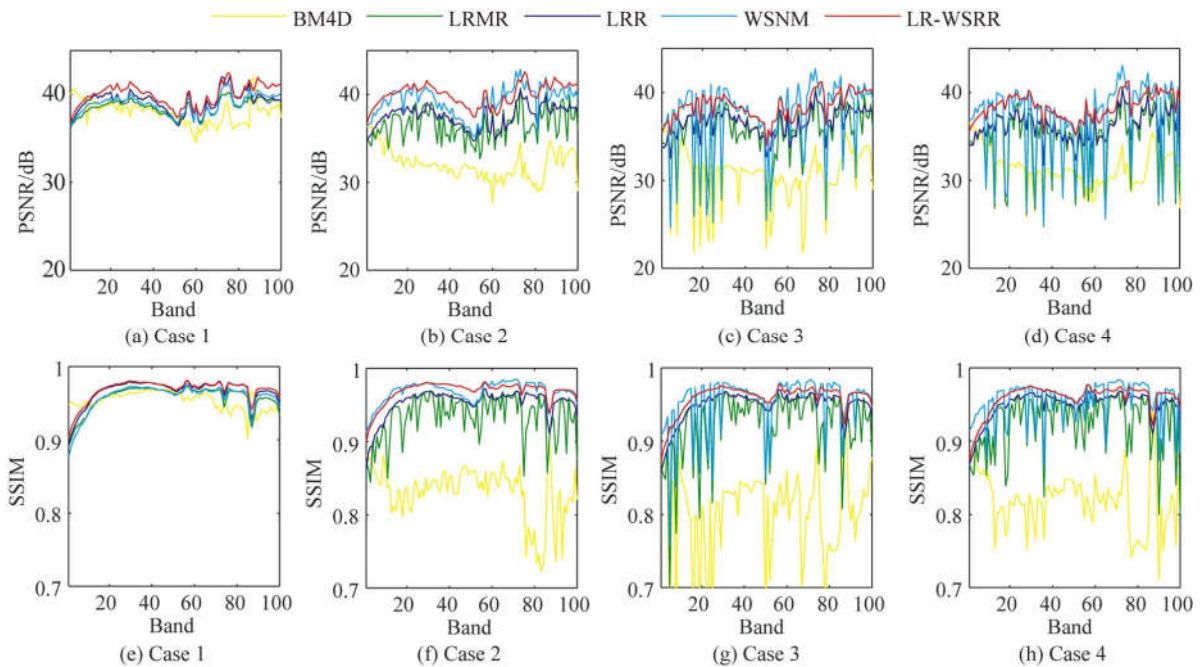 BM4D LRMR LRR WSNM LR-WSRR
PSNR/dB
40
30
20
20 40 60 80 100
Band
(a) Case 1
PSNR/dB
40
30
20
20 40 60 80 100
Band
(b) Case 2
PSNR/dB
40
30
20
20 40 60 80 100
Band
(c) Case 3
PSNR/dB
40
30
20
20 40 60 80 100
Band
(d) Case 4
SSIM
1
0.9
0.8
0.7
20 40 60 80 100
Band
(e) Case 1
SSIM
1
0.9
0.8
0.7
20 40 60 80 100
Band
(f) Case 2
SSIM
1
0.9
0.8
0.7
20 40 60 80 100
Band
(g) Case 3
SSIM
1
0.9
0.8
0.7
20 40 60 80 100
Band
(h) Case 4